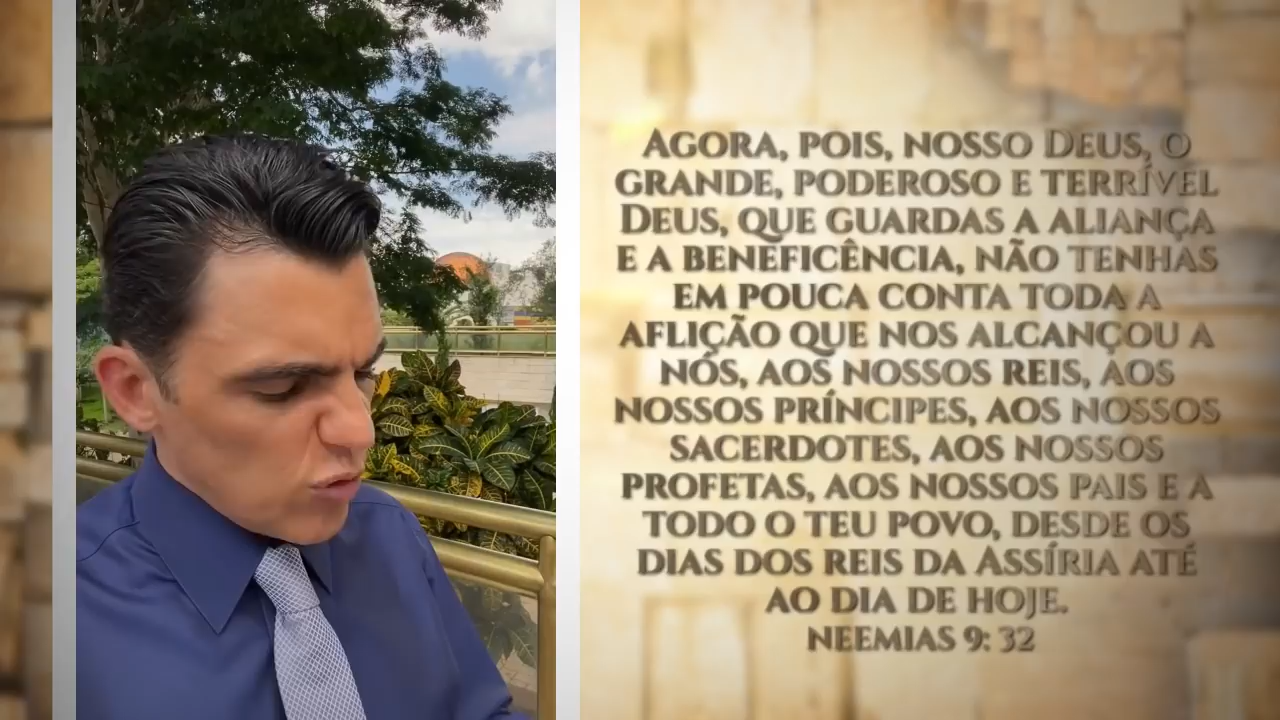 Agora, pois, nosso Deus, o
grande, poderoso e terrível
Deus, que guardas a aliança
e a beneficência, não tenhas
em pouca conta toda a
aflição que nos alcançou a
nós, aos nossos reis, aos
nossos príncipes, aos nossos
sacerdotes, aos nossos
profetas, aos nossos pais e a
todo o teu povo, desde os
dias dos reis da Assíria até
ao dia de hoje.
neemias 9: 32